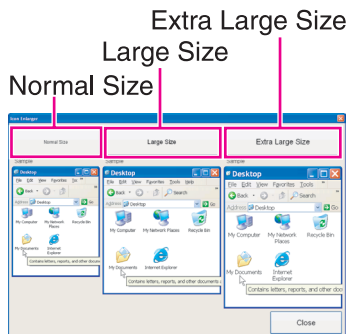 Extra Large Size
Large Size
Normal Size
Icon Enlarger
Normal Size
Large Size
Extra Large Size
Sample
Desktop
File Edit View Favorites Tools
Back Search
Address Desktop Go
My Computer My Network Places Recycle Bin
My Documents Internet Explorer
Contains letters, reports, and other docum
Sample
Desktop
File Edit View Favorites Tools Help
Back Search
Address Desktop Go
My Computer My Network Places Recycle Bin
My Documents Internet Explorer
Contains letters, reports, and other documents
Sample
Desktop
File Edit View Favorites Tools
Back Search
Address Desktop Go
My Computer My Network Recycle Bin
Places
My Documents Internet
Explorer
Contains letters, reports, and other doc
Close